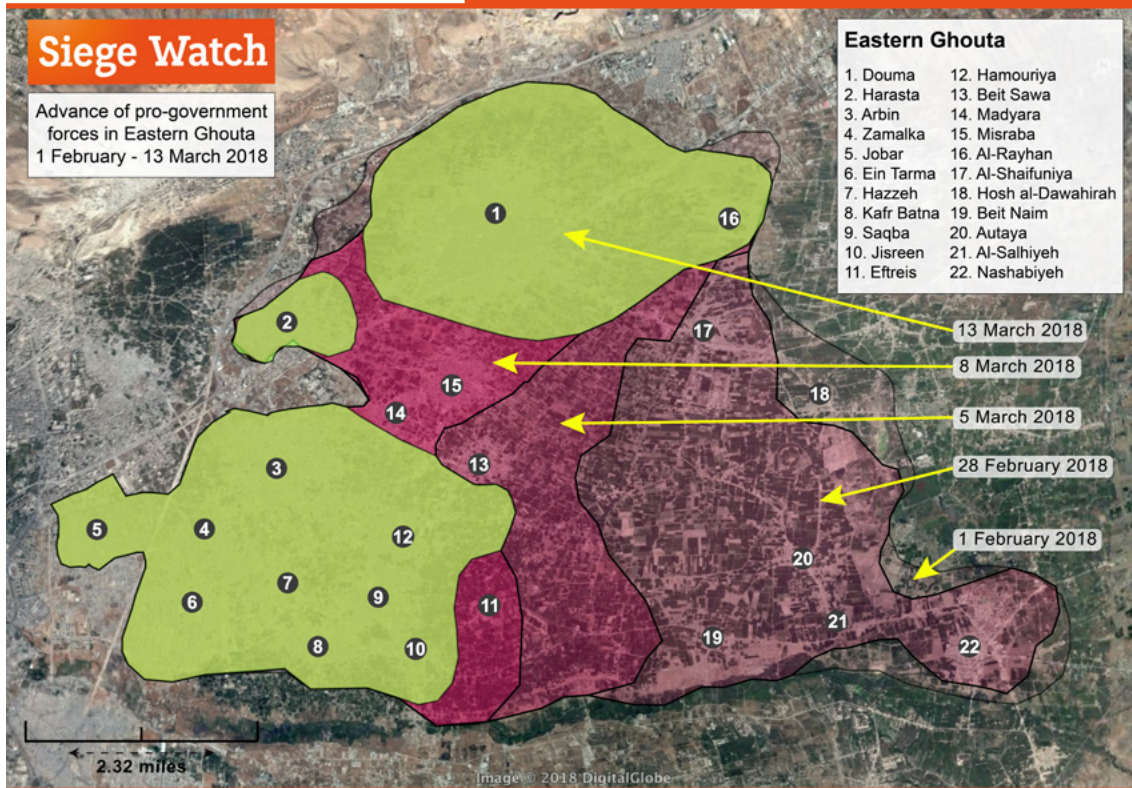 Siege Watch
Advance of pro-government
forces in Eastern Ghouta
1 February - 13 March 2018
Eastern Ghouta
1. Douma
2. Harasta
3. Arbin
4. Zamalka
5. Jobar
6. Ein Tarma
7. Hazzeh
8. Kafr Batna
9. Saqba
10. Jisreen
11. Eftreis
12. Hamouriya
13. Beit Sawa
14. Madyara
15. Misraba
16. Al-Rayhan
17. Al-Shaifuniya
18. Hosh al-Dawahirah
19. Beit Naim
20. Autaya
21. Al-Salhiyeh
22. Nashabiyeh
1
16
2
17
13 March 2018
8 March 2018
15
18
14
5 March 2018
13
3
28 February 2018
5
4
12
1 February 2018
20
7
6
9
11
21
19
8
10
22
2.32 miles
Image © 2018 DigitalGlobe